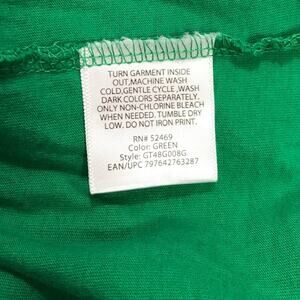 TURN GARMENT INSIDE
OUT,MACHINE WASH
COLD,GENTLE CYCLE ,WASH
DARK COLORS SEPARATELY.
ONLY NON-CHLORINE BLEACH
WHEN NEEDED. TUMBLE DRY
LOW. DO NOT IRON PRINT.
RN# 52469
Color: GREEN
Style: GT48G008G
EAN/UPC 797642763287